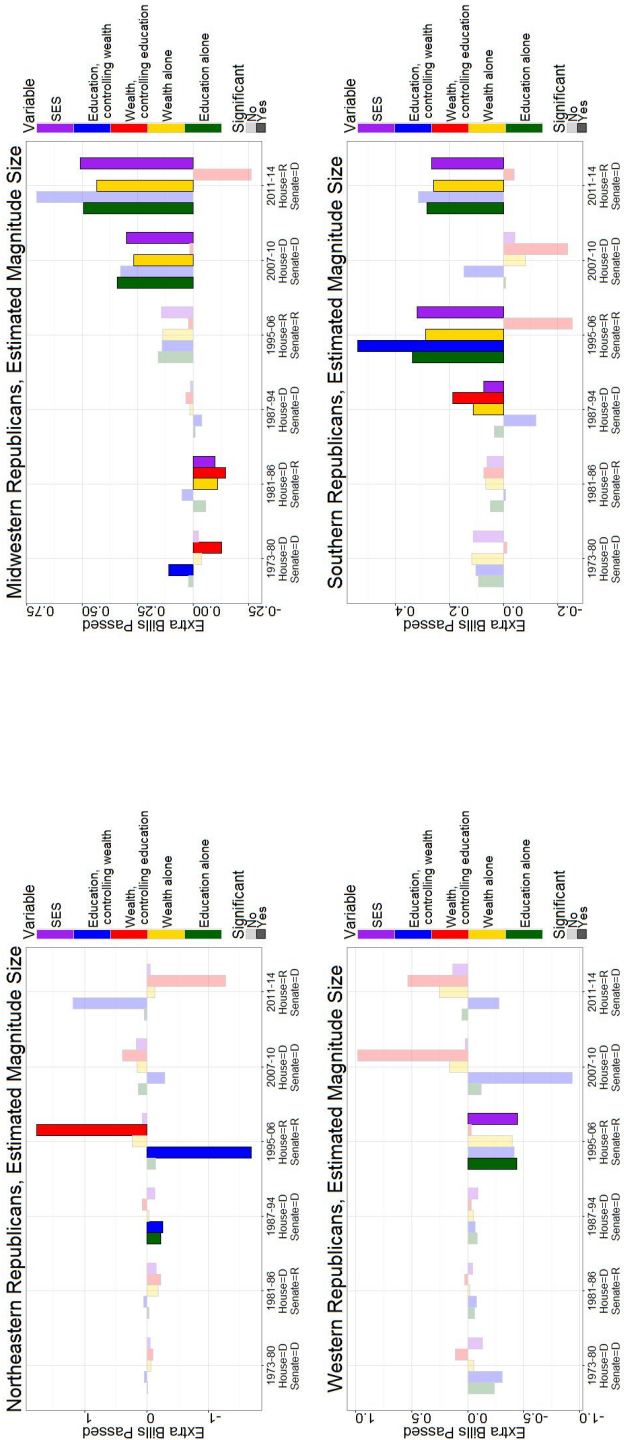 Northeastern Republicans, Estimated Magnitude Size
Extra Bills Passed
1
0
-1
1973-80
House=D
Senate=D
1981-86
House=D
Senate=R
1987-94
House=D
Senate=D
1995-06
House=R
Senate=R
2007-10
House=D
Senate=D
2011-14
House=R
Senate=D
Variable
SES
Education,
controlling wealth
Wealth,
controlling education
Wealth alone
Education alone
Significant
No
Yes
Midwestern Republicans, Estimated Magnitude Size
Extra Bills Passed
0.75
0.50
0.25
0.00
-0.25
1973-80
House=D
Senate=D
1981-86
House=D
Senate=R
1987-94
House=D
Senate=D
1995-06
House=R
Senate=R
2007-10
House=D
Senate=D
2011-14
House=R
Senate=D
Variable
SES
Education,
controlling wealth
Wealth,
controlling education
Wealth alone
Education alone
Significant
No
Yes
Western Republicans, Estimated Magnitude Size
Extra Bills Passed
1.0
0.5
0.0
-0.5
-1.0
1973-80
House=D
Senate=D
1981-86
House=D
Senate=R
1987-94
House=D
Senate=D
1995-06
House=R
Senate=R
2007-10
House=D
Senate=D
2011-14
House=R
Senate=D
Variable
SES
Education,
controlling wealth
Wealth,
controlling education
Wealth alone
Education alone
Significant
No
Yes
Southern Republicans, Estimated Magnitude Size
Extra Bills Passed
0.4
0.2
0.0
-0.2
1973-80
House=D
Senate=D
1981-86
House=D
Senate=R
1987-94
House=D
Senate=D
1995-06
House=R
Senate=R
2007-10
House=D
Senate=D
2011-14
House=R
Senate=D
Variable
SES
Education,
controlling wealth
Wealth,
controlling education
Wealth alone
Education alone
Significant
No
Yes